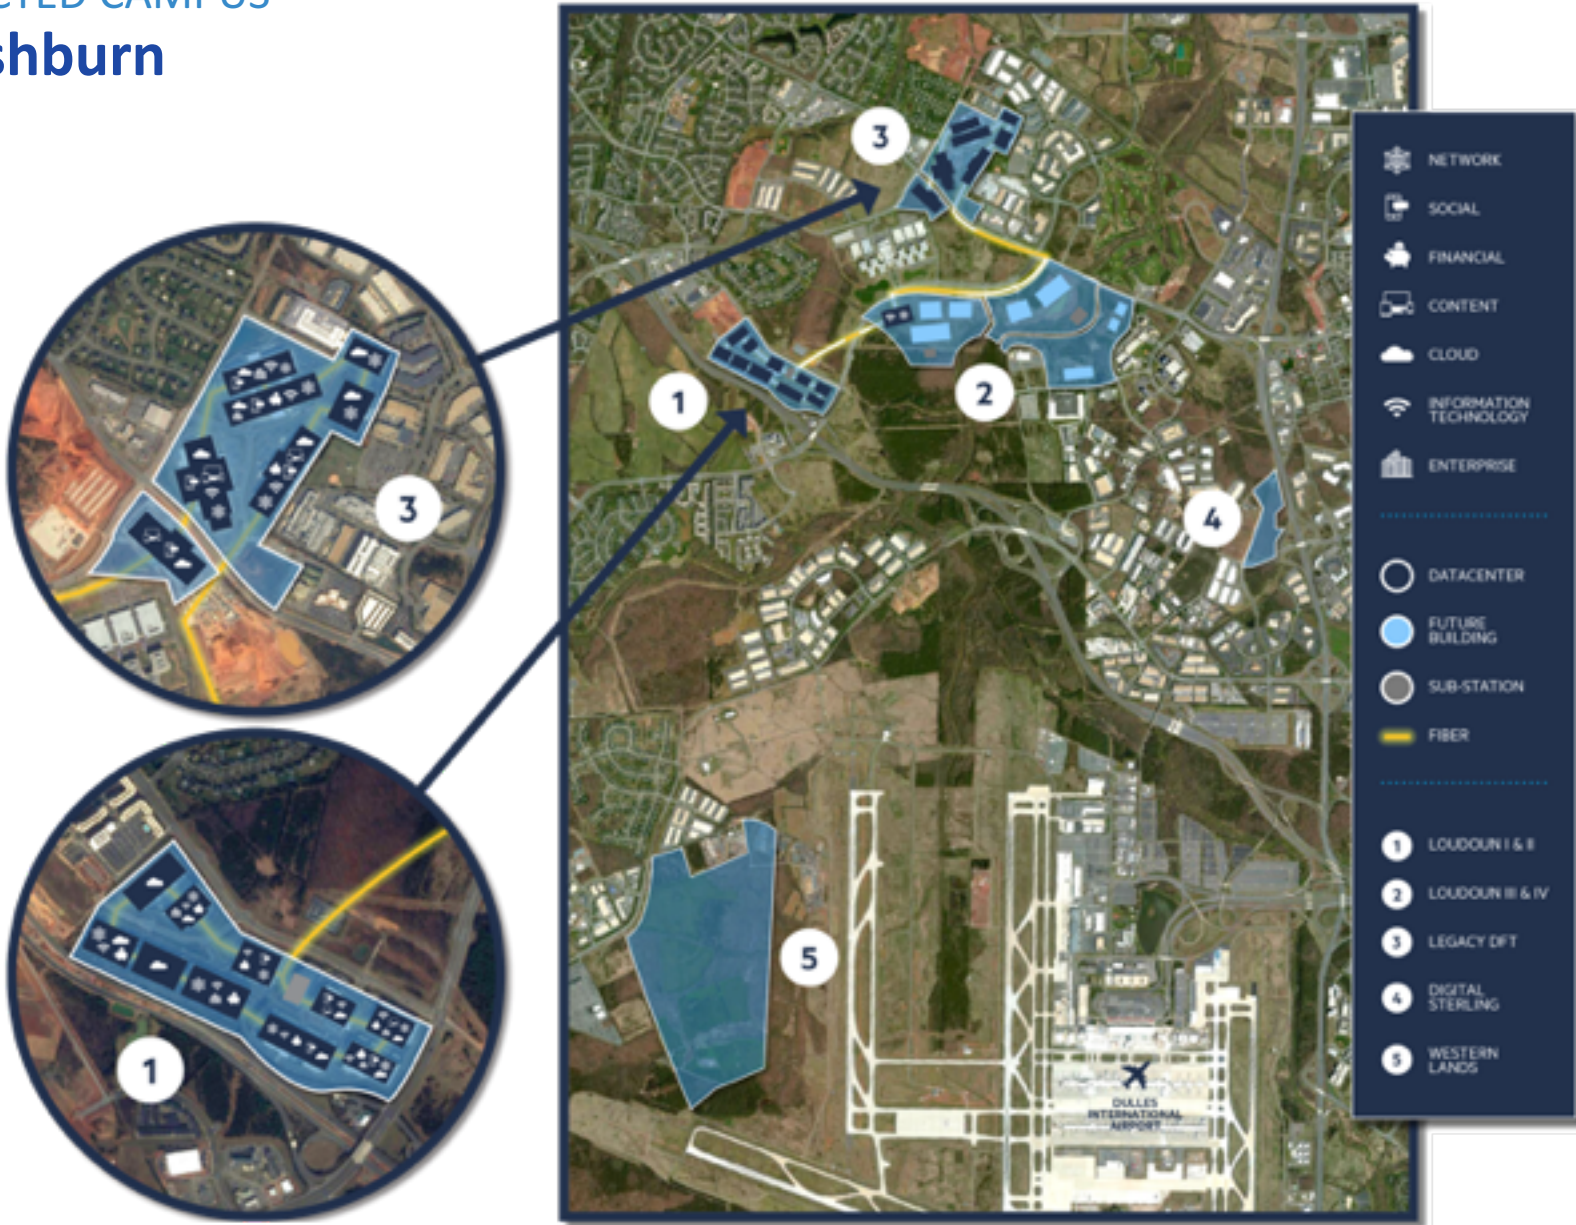 CTED CAMPUS
shburn
3
1
2
4
5
3
1
DULLES
INTERNATIONAL
AIRPORT
NETWORK
SOCIAL
FINANCIAL
CONTENT
CLOUD
INFORMATION
TECHNOLOGY
ENTERPRISE
DATACENTER
FUTURE
BUILDING
SUB-STATION
FIBER
1 LOUDOUN I & II
2 LOUDOUN III & IV
3 LEGACY DFT
4 DIGITAL
STERLING
5 WESTERN
LANDS